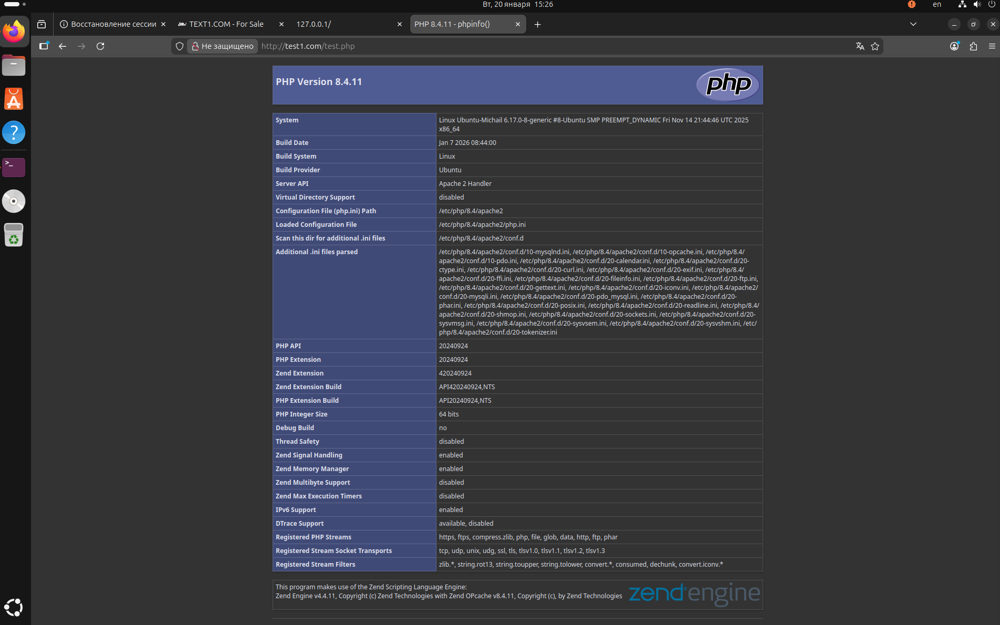 Вт, 20 января 15:26
en
Восстановление сессии
TEXT1.COM - For Sale
127.0.0.1/
PHP 8.4.11 - phpinfo()
Не защищено
http://test1.com/test.php
PHP Version 8.4.11
php
System
Linux Ubuntu-Michail 6.17.0-8-generic #8-Ubuntu SMP PREEMPT_DYNAMIC Fri Nov 14 21:44:46 UTC 2025
x86_64
Build Date
Jan 7 2026 08:44:00
Build System
Linux
Build Provider
Ubuntu
Server API
Apache 2 Handler
Virtual Directory Support
disabled
Configuration File (php.ini) Path
/etc/php/8.4/apache2
Loaded Configuration File
/etc/php/8.4/apache2/php.ini
Scan this dir for additional .ini files
/etc/php/8.4/apache2/conf.d
Additional .ini files parsed
/etc/php/8.4/apache2/conf.d/10-mysqlnd.ini, /etc/php/8.4/apache2/conf.d/10-opcache.ini, /etc/php/8.4/
apache2/conf.d/10-pdo.ini, /etc/php/8.4/apache2/conf.d/20-calendar.ini, /etc/php/8.4/apache2/conf.d/20-
ctype.ini, /etc/php/8.4/apache2/conf.d/20-curl.ini, /etc/php/8.4/apache2/conf.d/20-exif.ini, /etc/php/8.4/
apache2/conf.d/20-ffi.ini, /etc/php/8.4/apache2/conf.d/20-fileinfo.ini, /etc/php/8.4/apache2/conf.d/20-ftp.ini,
/etc/php/8.4/apache2/conf.d/20-gettext.ini, /etc/php/8.4/apache2/conf.d/20-iconv.ini, /etc/php/8.4/apache2/
conf.d/20-mysqli.ini, /etc/php/8.4/apache2/conf.d/20-pdo_mysql.ini, /etc/php/8.4/apache2/conf.d/20-
phar.ini, /etc/php/8.4/apache2/conf.d/20-posix.ini, /etc/php/8.4/apache2/conf.d/20-readline.ini, /etc/php/8.4/
apache2/conf.d/20-shmop.ini, /etc/php/8.4/apache2/conf.d/20-sockets.ini, /etc/php/8.4/apache2/conf.d/20-
sysvmsg.ini, /etc/php/8.4/apache2/conf.d/20-sysvsem.ini, /etc/php/8.4/apache2/conf.d/20-sysvshm.ini, /etc/
php/8.4/apache2/conf.d/20-tokenizer.ini
PHP API
20240924
PHP Extension
20240924
Zend Extension
420240924
Zend Extension Build
API420240924,NTS
PHP Extension Build
API20240924,NTS
PHP Integer Size
64 bits
Debug Build
no
Thread Safety
disabled
Zend Signal Handling
enabled
Zend Memory Manager
enabled
Zend Multibyte Support
disabled
Zend Max Execution Timers
disabled
IPv6 Support
enabled
DTrace Support
available, disabled
Registered PHP Streams
https, ftps, compress.zlib, php, file, glob, data, http, ftp, phar
Registered Stream Socket Transports
tcp, udp, unix, udg, ssl, tls, tlsv1.0, tlsv1.1, tlsv1.2, tlsv1.3
Registered Stream Filters
zlib.*, string.rot13, string.toupper, string.tolower, convert.*, consumed, dechunk, convert.iconv.*
This program makes use of the Zend Scripting Language Engine:
Zend Engine v4.4.11, Copyright (c) Zend Technologies with Zend OPcache v8.4.11, Copyright (c), by Zend Technologies
zend engine